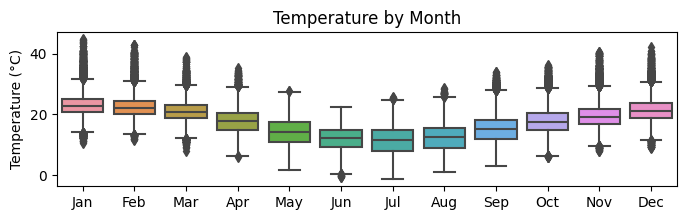 Temperature by Month
Temperature (°C)
40
20
0
Jan Feb Mar Apr May Jun Jul Aug Sep Oct Nov Dec